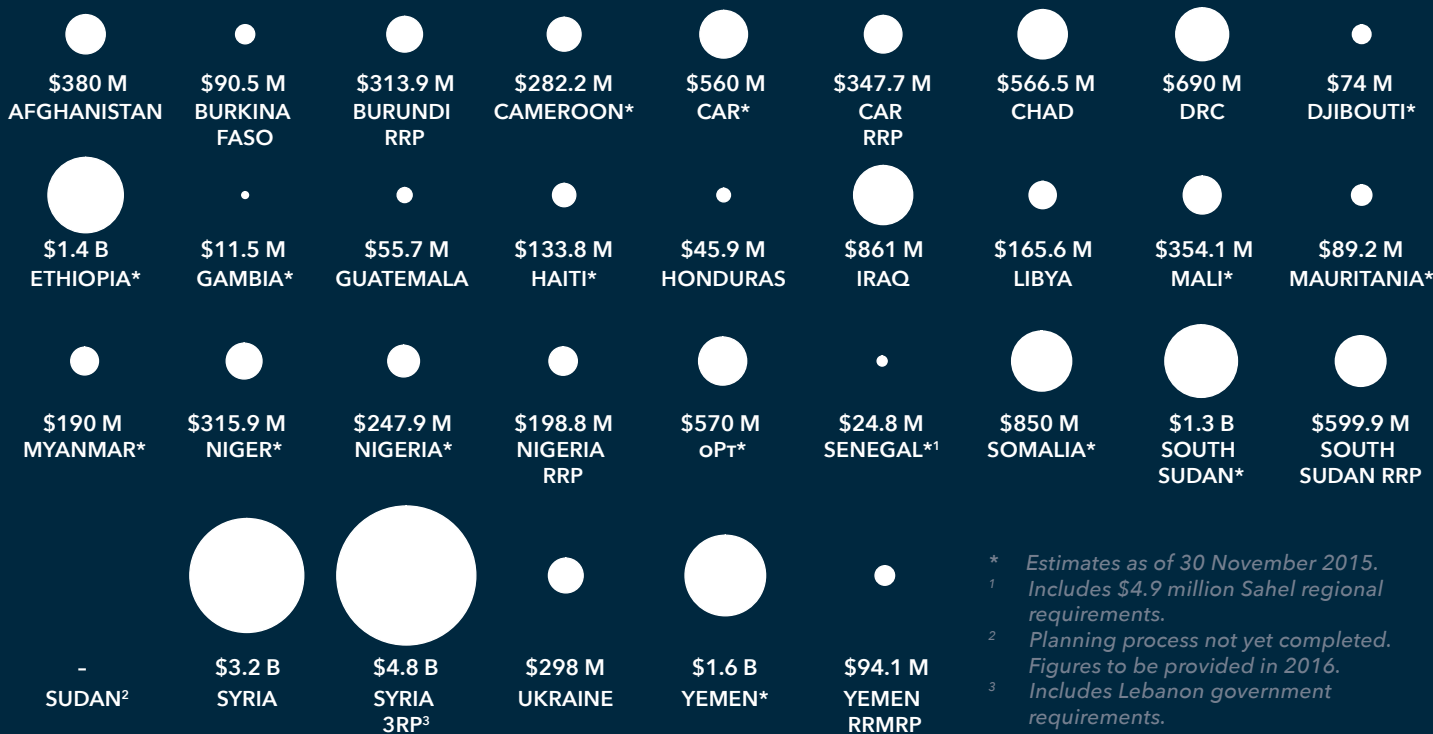 $380 M
AFGHANISTAN
$90.5 M
BURKINA
FASO
$313.9 M
BURUNDI
RRP
$282.2 M
CAMEROON*
$560 M
CAR*
$347.7 M
CAR
RRP
$566.5 M
CHAD
$690 M
DRC
$74 M
DJIBOUTI*
$1.4 B
ETHIOPIA*
$11.5 M
GAMBIA*
$55.7 M
GUATEMALA
$133.8 M
HAITI*
$45.9 M
HONDURAS
$861 M
IRAQ
$165.6 M
LIBYA
$354.1 M
MALI*
$89.2 M
MAURITANIA*
$190 M
MYANMAR*
$315.9 M
NIGER*
$247.9 M
NIGERIA*
$198.8 M
NIGERIA
RRP
$570 M
oPT*
$24.8 M
SENEGAL*¹
$850 M
SOMALIA*
$1.3 B
SOUTH
SUDAN*
$599.9 M
SOUTH
SUDAN RRP
–
SUDAN²
$3.2 B
SYRIA
$4.8 B
SYRIA
3RP³
$298 M
UKRAINE
$1.6 B
YEMEN*
$94.1 M
YEMEN
RRMRP
* Estimates as of 30 November 2015.
¹ Includes $4.9 million Sahel regional
requirements.
² Planning process not yet completed.
Figures to be provided in 2016.
³ Includes Lebanon government
requirements.